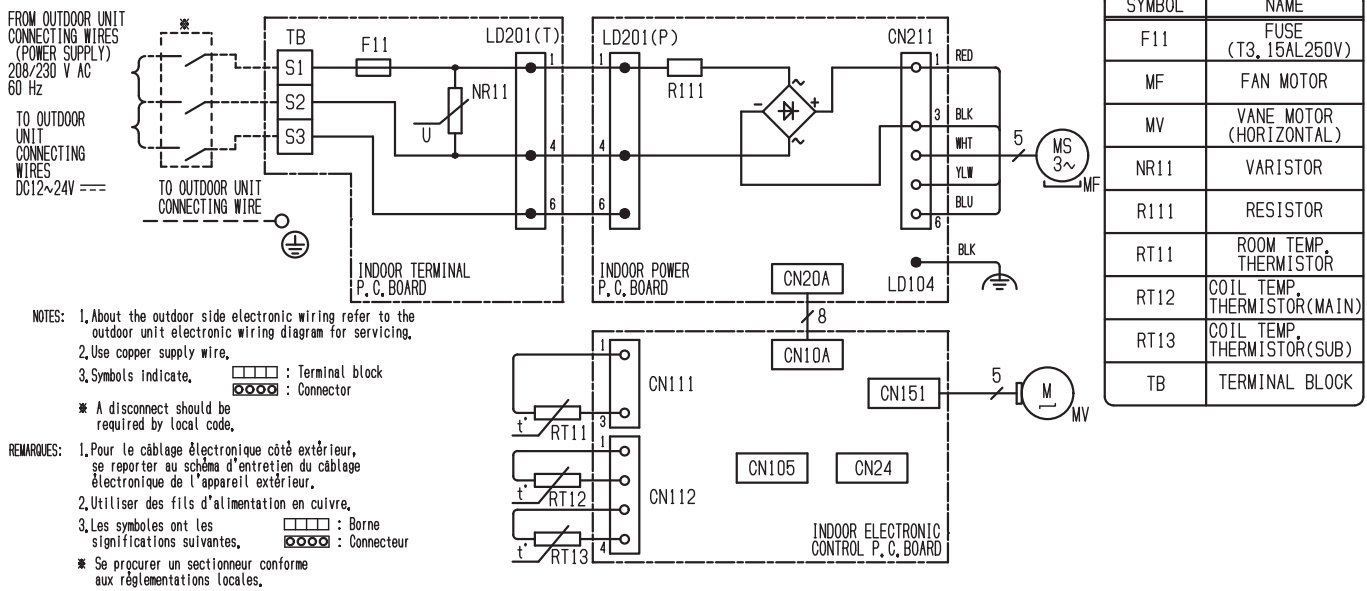 FROM OUTDOOR UNIT
CONNECTING WIRES
(POWER SUPPLY)
208/230 V AC
60 Hz
TO OUTDOOR
UNIT
CONNECTING
WIRES
DC12~24V
※
TO OUTDOOR UNIT
CONNECTING WIRE
TB
S1
S2
S3
F11
NR11
U
LD201(T)
1
4
6
INDOOR TERMINAL
P.C.BOARD
LD201(P)
1
4
6
R111
~
-
+
~
CN211
1
3
6
RED
BLK
WHT
YLW
BLU
5
MS
3~
MF
BLK
LD104
INDOOR POWER
P.C.BOARD
CN20A
8
CN10A
1
3
CN111
t°
RT11
1
4
CN112
t°
RT12
t°
RT13
CN151
5
M
MV
CN105
CN24
INDOOR ELECTRONIC
CONTROL P.C.BOARD
SYMBOL NAME
F11 FUSE
(T3.15AL250V)
MF FAN MOTOR
MV VANE MOTOR
(HORIZONTAL)
NR11 VARISTOR
R111 RESISTOR
RT11 ROOM TEMP.
THERMISTOR
RT12 COIL TEMP.
THERMISTOR(MAIN)
RT13 COIL TEMP.
THERMISTOR(SUB)
TB TERMINAL BLOCK
NOTES: 1.About the outdoor side electronic wiring refer to the
outdoor unit electronic wiring diagram for servicing.
2.Use copper supply wire.
3.Symbols indicate. : Terminal block
: Connector
※ A disconnect should be
required by local code.
REMARQUES: 1.Pour le câblage électronique côté extérieur,
se reporter au schéma d'entretien du câblage
électronique de l'appareil extérieur.
2.Utiliser des fils d'alimentation en cuivre.
3.Les symboles ont les : Borne
significations suivantes. : Connecteur
※ Se procurer un sectionneur conforme
aux réglementations locales.